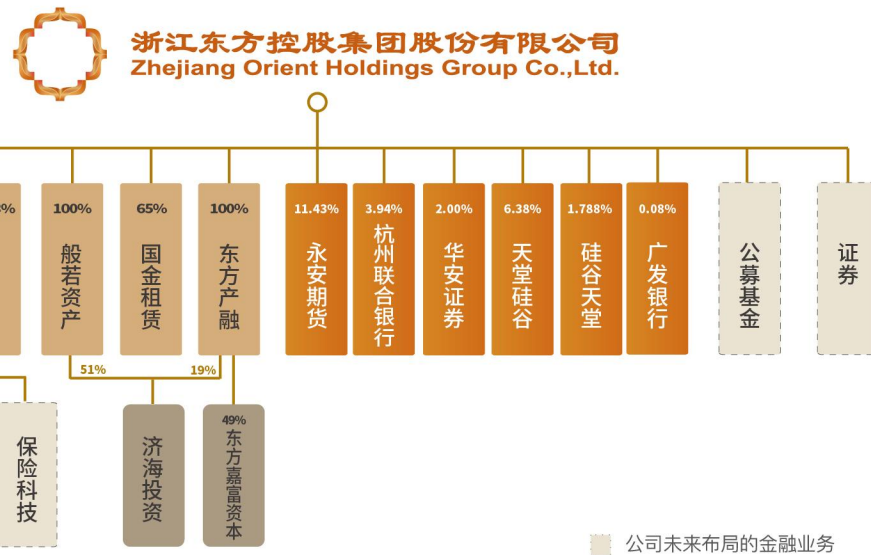 浙江东方控股集团股份有限公司
Zhejiang Orient Holdings Group Co.,Ltd.
%
100%
般若资产
65%
国金租赁
100%
东方产融
11.43%
永安期货
3.94%
杭州联合银行
2.00%
华安证券
6.38%
天堂硅谷
1.788%
硅谷天堂
0.08%
广发银行
公募基金
证券
51%
19%
保险科技
济海投资
49%
东方嘉富资本
公司未来布局的金融业务